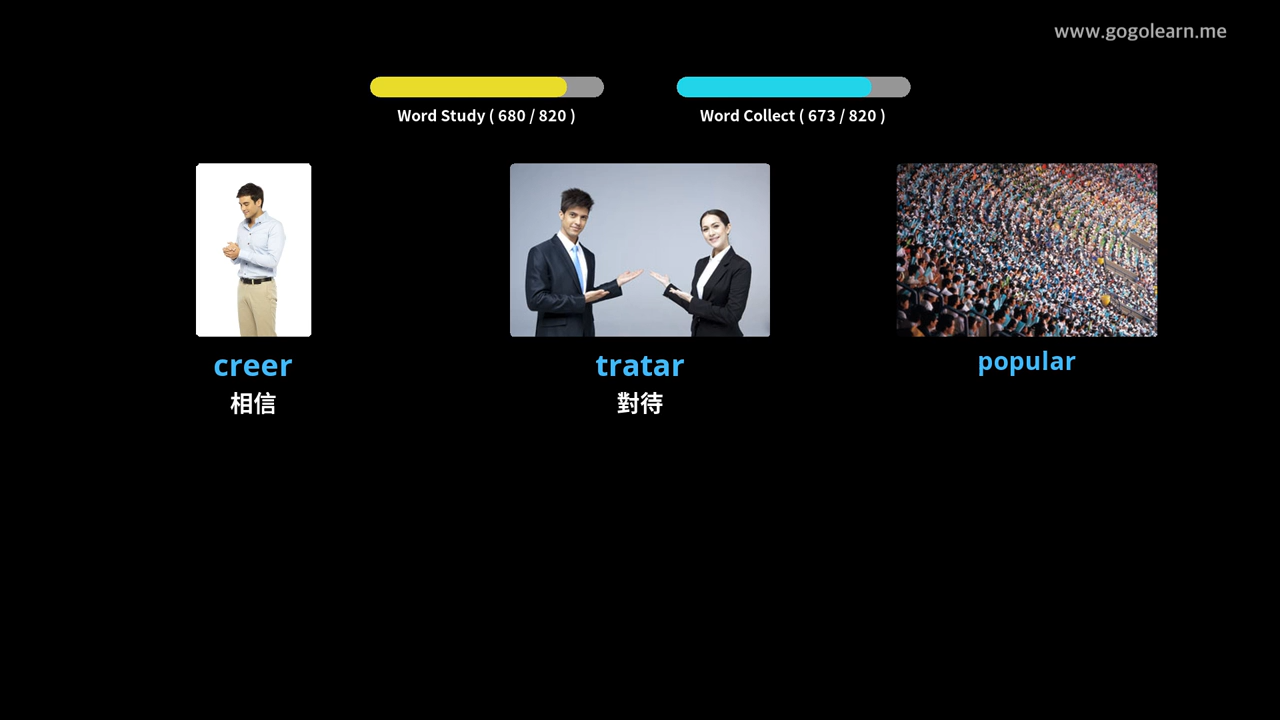 www.gogolearn.me
Word Study ( 680 / 820 )
Word Collect ( 673 / 820 )
creer
相信
tratar
對待
popular